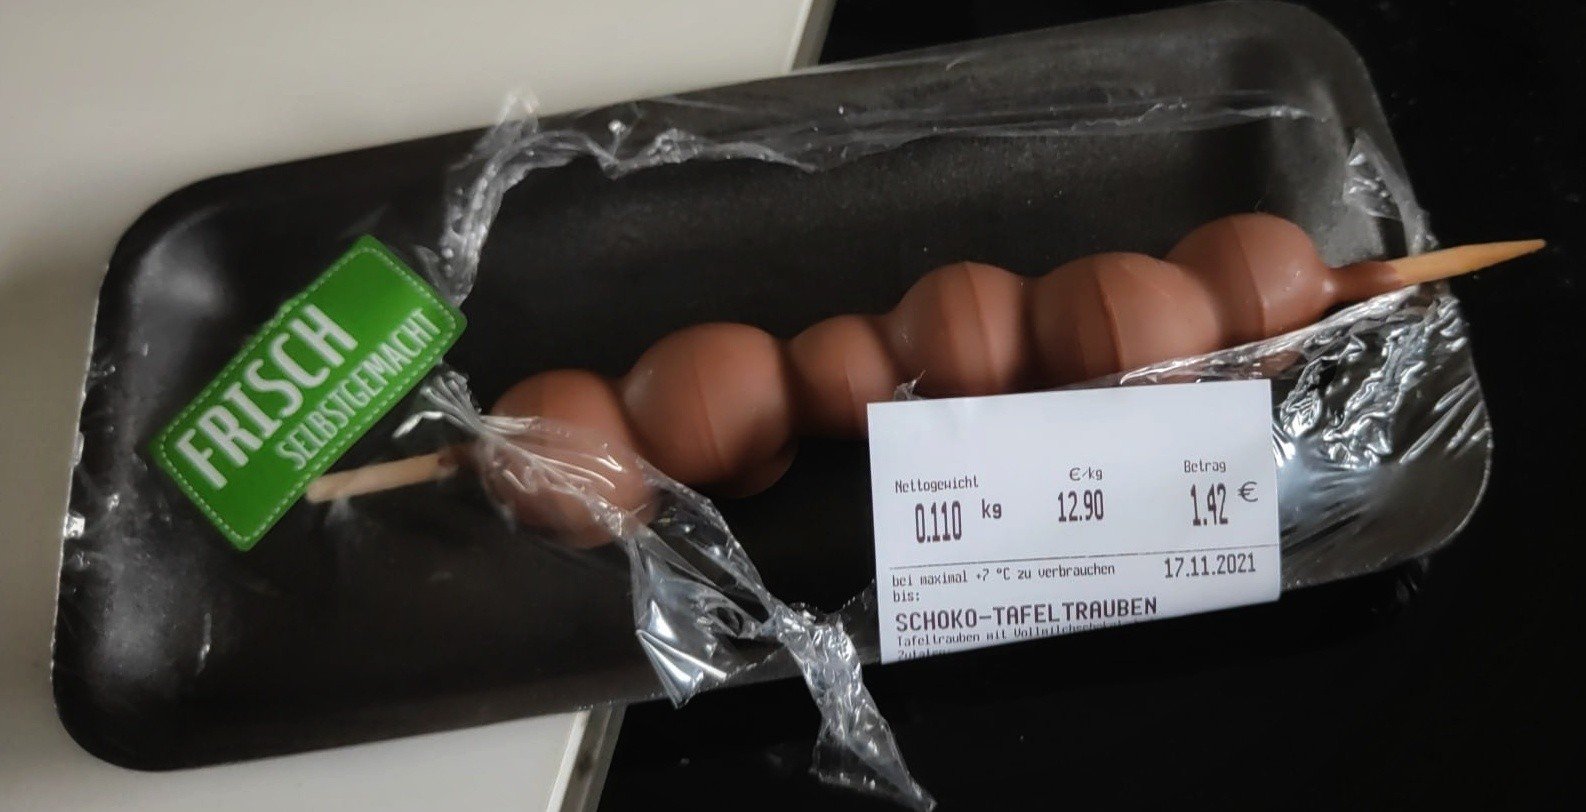 FRISCH
SELBSTGEMACHT
Nettogewicht €/kg Betrag
0.110 kg 12.90 1.42 €
bei maximal +7 °C zu verbrauchen 17.11.2021
bis:
SCHOKO-TAFELTRAUBEN
Tafeltrauben mit